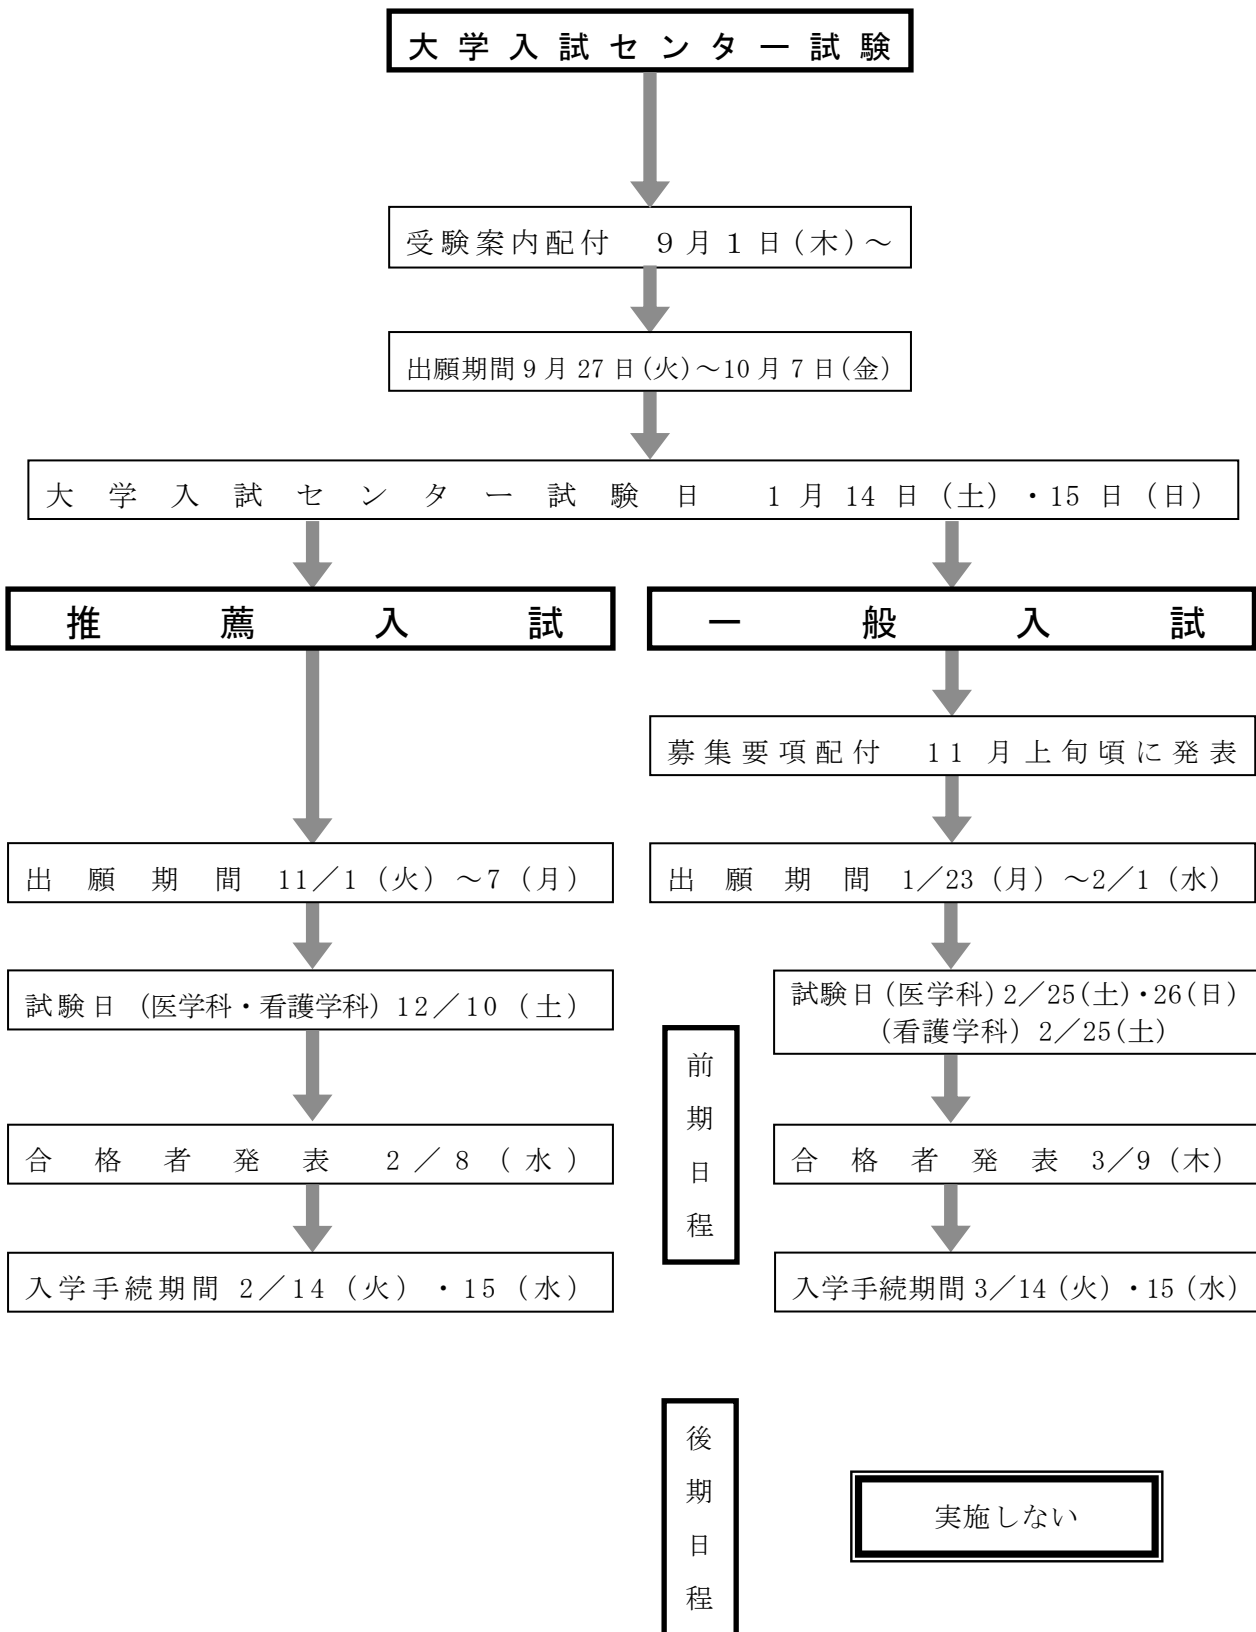 大学入試センター試験
受験案内配付 9月1日(木)～
出願期間9月27日(火)～10月7日(金)
大学入試センター試験日 1月14日(土)・15日(日)
推薦入試
出願期間 11／1(火)～7(月)
試験日(医学科・看護学科)12／10(土)
合格者発表 2／8(水)
入学手続期間 2／14(火)・15(水)
一般入試
募集要項配付 11月上旬頃に発表
出願期間 1／23(月)～2／1(水)
前期日程
試験日(医学科)2／25(土)・26(日)
(看護学科)2／25(土)
合格者発表 3／9(木)
入学手続期間3／14(火)・15(水)
後期日程
実施しない